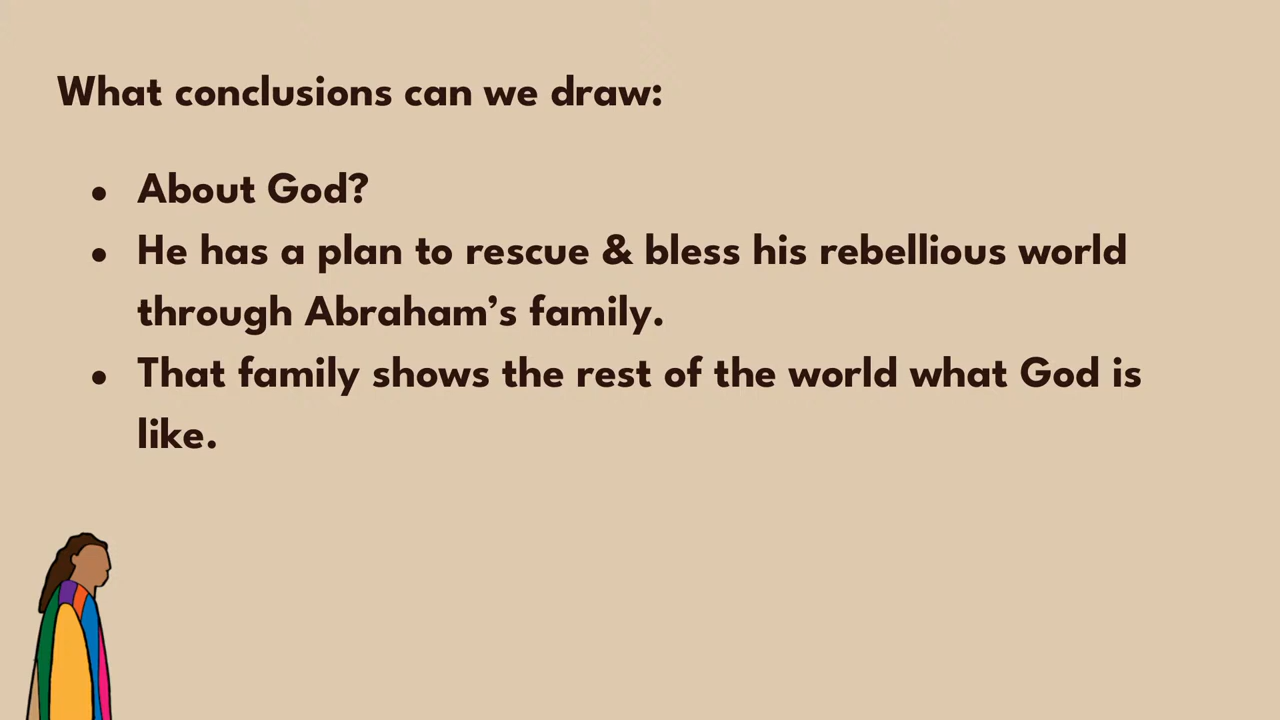 What conclusions can we draw:
• About God?
• He has a plan to rescue & bless his rebellious world
through Abraham’s family.
• That family shows the rest of the world what God is
like.